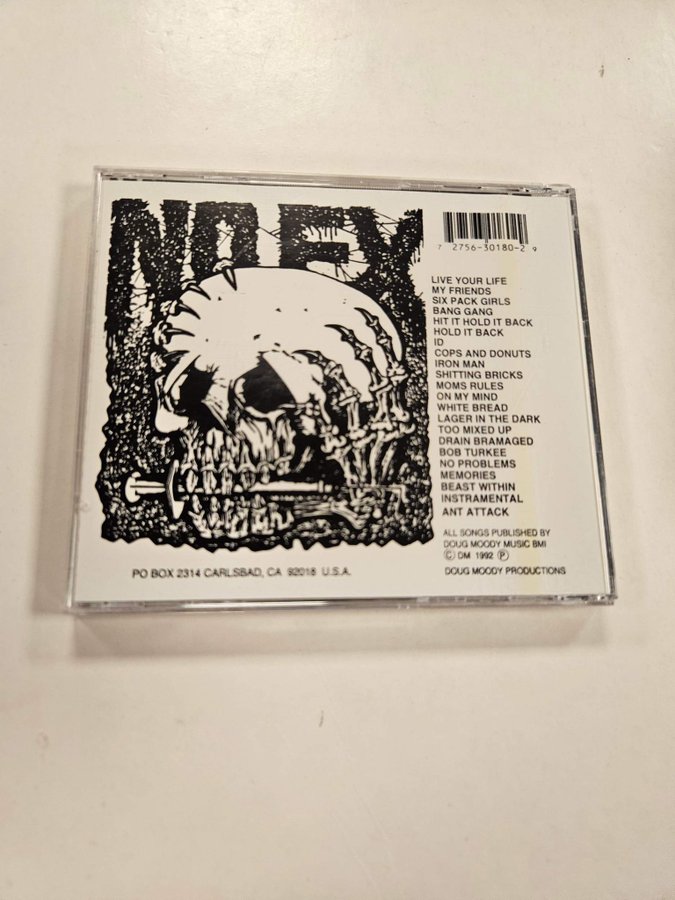 NO FX
7 2756-30180-2 9
LIVE YOUR LIFE
MY FRIENDS
SIX PACK GIRLS
BANG GANG
HIT IT HOLD IT BACK
HOLD IT BACK
ID
COPS AND DONUTS
IRON MAN
SHITTING BRICKS
MOMS RULES
ON MY MIND
WHITE BREAD
LAGER IN THE DARK
TOO MIXED UP
DRAIN BRAMAGED
BOB TURKEE
NO PROBLEMS
MEMORIES
BEAST WITHIN
INSTRAMENTAL
ANT ATTACK
ALL SONGS PUBLISHED BY
DOUG MOODY MUSIC BMI
Ⓒ DM 1992 Ⓟ
DOUG MOODY PRODUCTIONS
PO BOX 2314 CARLSBAD, CA 92018 U.S.A.